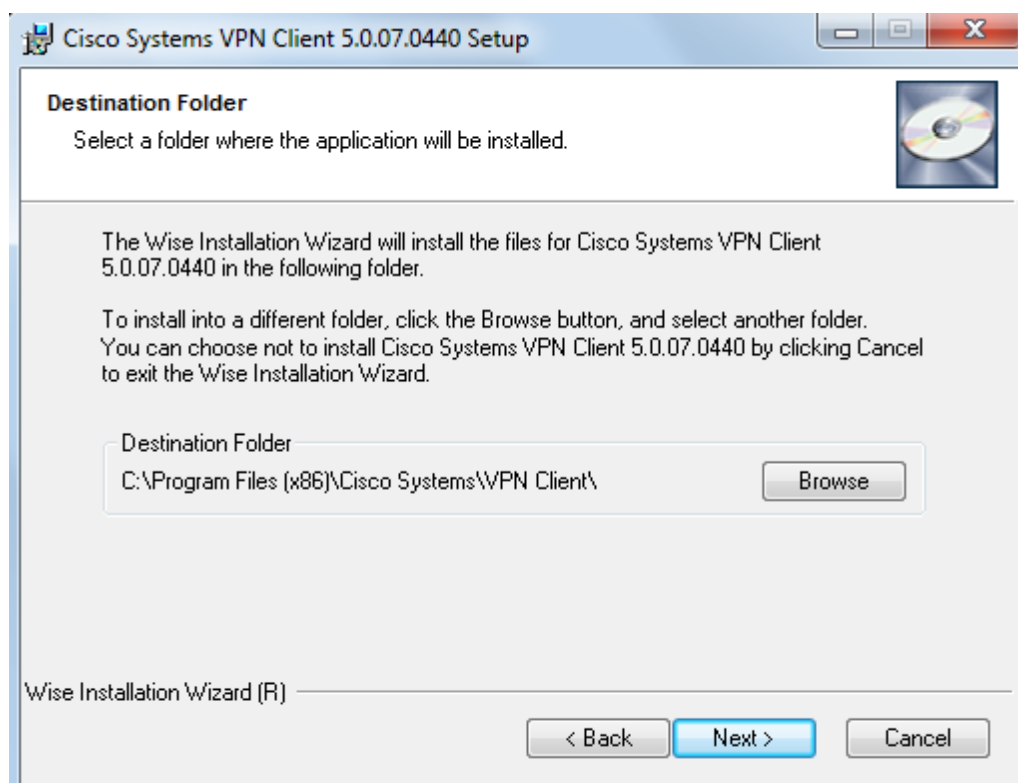 Cisco Systems VPN Client 5.0.07.0440 Setup
Destination Folder
Select a folder where the application will be installed.
The Wise Installation Wizard will install the files for Cisco Systems VPN Client
5.0.07.0440 in the following folder.
To install into a different folder, click the Browse button, and select another folder.
You can choose not to install Cisco Systems VPN Client 5.0.07.0440 by clicking Cancel
to exit the Wise Installation Wizard.
Destination Folder
C:\Program Files (x86)\Cisco Systems\VPN Client\
Browse
Wise Installation Wizard (R)
< Back
Next >
Cancel